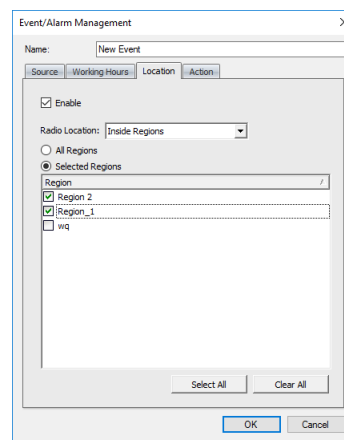 Event/Alarm Management
Name: New Event
Source Working Hours Location Action
Enable
Radio Location: Inside Regions
All Regions
Selected Regions
Region
Region 2
Region_1
wq
Select All Clear All
OK Cancel